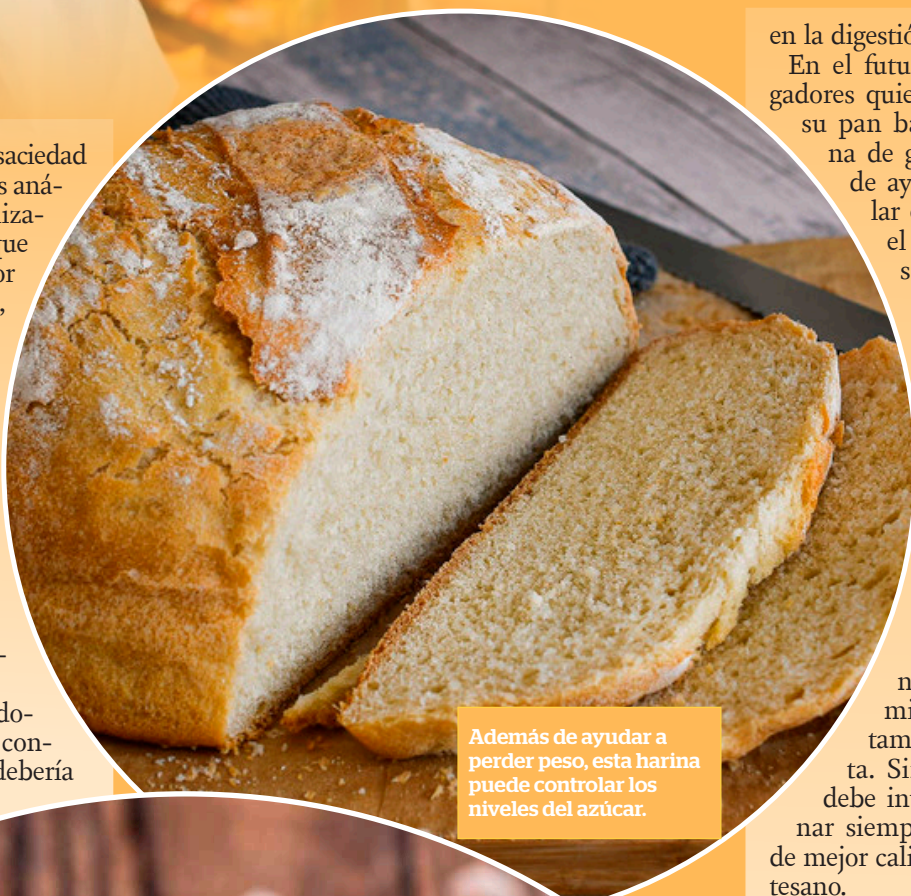 saciedad
s aná-
iza-
que
or
,
-
do-
con-
debería
Además de ayudar a
perder peso, esta harina
puede controlar los
niveles del azúcar.
en la digestió
En el futu
gadores quie
su pan ba
na de g
de ay
lar
el
s
n
mi
tam
ta. Si
debe in
nar siemp
de mejor cali
tesano.